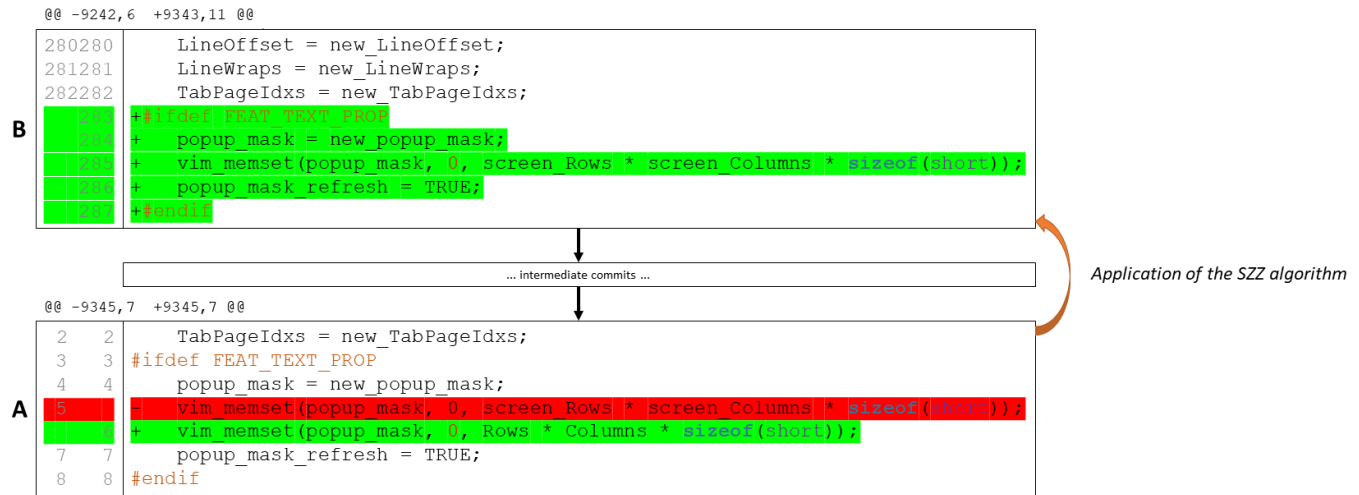 @@ -9242,6 +9343,11 @@
280280 LineOffset = new_LineOffset;
281281 LineWraps = new_LineWraps;
282282 TabPageIdxs = new_TabPageIdxs;
283 +#ifdef FEAT_TEXT_PROP
B
284 + popup_mask = new_popup_mask;
285 + vim_memset(popup_mask, 0, screen_Rows * screen_Columns * sizeof(short));
286 + popup_mask_refresh = TRUE;
287 +#endif
... intermediate commits ...
Application of the SZZ algorithm
@@ -9345,7 +9345,7 @@
2 2 TabPageIdxs = new_TabPageIdxs;
3 3 #ifdef FEAT_TEXT_PROP
4 4 popup_mask = new_popup_mask;
A
5 - vim_memset(popup_mask, 0, screen_Rows * screen_Columns * sizeof(short));
6 + vim_memset(popup_mask, 0, Rows * Columns * sizeof(short));
7 7 popup_mask_refresh = TRUE;
8 8 #endif